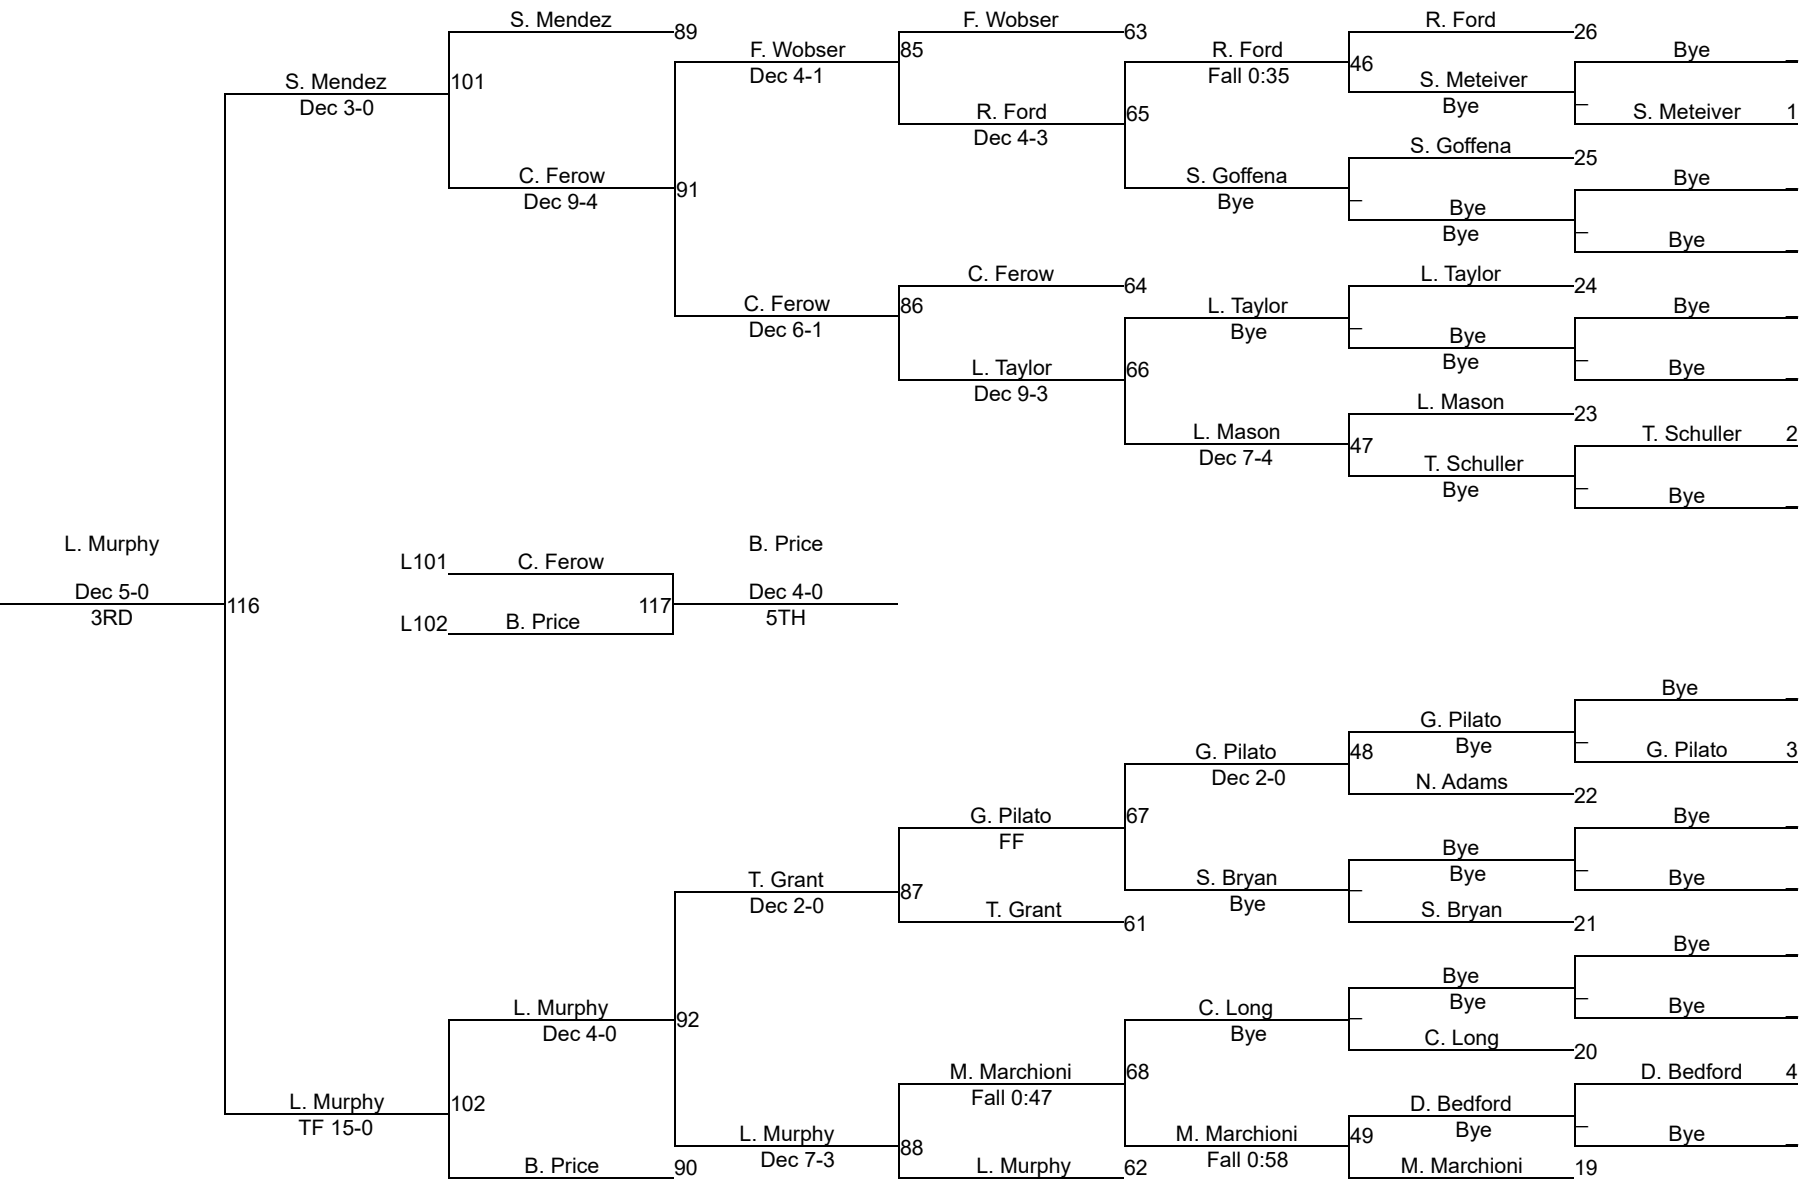 S. Mendez
89
F. Wobser
63
R. Ford
26
Bye
F. Wobser
Dec 4-1
85
R. Ford
Fall 0:35
46
S. Meteiver
Bye
S. Mendez
Dec 3-0
101
R. Ford
Dec 4-3
65
S. Meteiver 1
S. Goffena
25
Bye
C. Ferow
Dec 9-4
91
S. Goffena
Bye
Bye
Bye
Bye
C. Ferow
64
L. Taylor
24
Bye
C. Ferow
Dec 6-1
86
L. Taylor
Bye
Bye
Bye
L. Taylor
Dec 9-3
66
Bye
L. Mason
23
L. Mason
Dec 7-4
47
T. Schuller 2
T. Schuller
Bye
Bye
L. Murphy
B. Price
L101 C. Ferow
Dec 5-0
3RD
116
117
Dec 4-0
5TH
L102 B. Price
Bye
G. Pilato
Bye
G. Pilato
Dec 2-0
48
G. Pilato 3
N. Adams
22
G. Pilato
FF
67
Bye
T. Grant
Dec 2-0
87
S. Bryan
Bye
Bye
Bye
Bye
T. Grant
61
S. Bryan
21
Bye
L. Murphy
Dec 4-0
92
C. Long
Bye
Bye
Bye
Bye
C. Long
20
M. Marchioni
Fall 0:47
68
D. Bedford 4
L. Murphy
TF 15-0
102
D. Bedford
Bye
L. Murphy
Dec 7-3
88
M. Marchioni
Fall 0:58
49
Bye
B. Price
90
L. Murphy
62
M. Marchioni
19